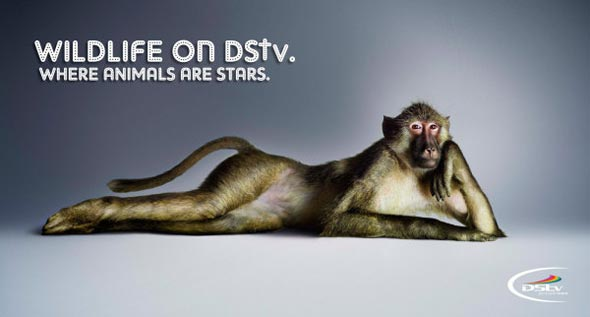 WILDLIFE ON DStv.
WHERE ANIMALS ARE STARS.
DStv